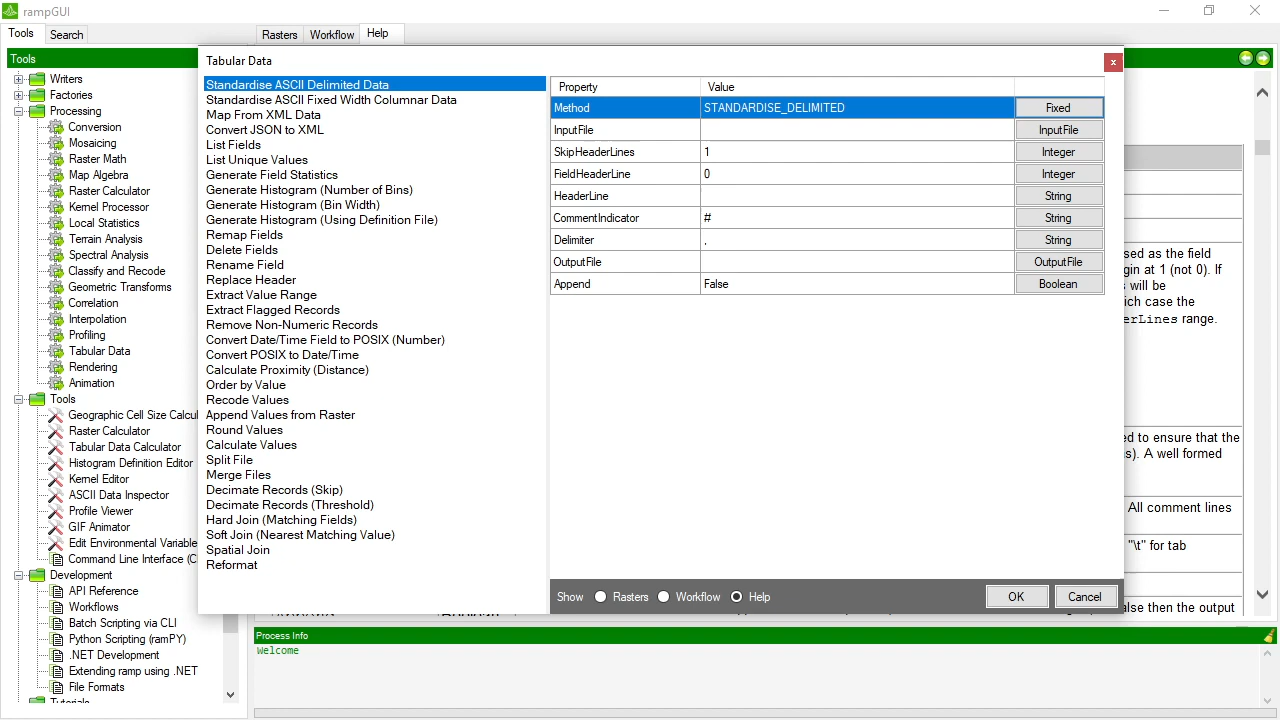 rampGUI
Tools
Search
Rasters
Workflow
Help
Tools
Writers
Factories
Processing
Conversion
Mosaicing
Raster Math
Map Algebra
Raster Calculator
Kernel Processor
Local Statistics
Terrain Analysis
Spectral Analysis
Classify and Recode
Geometric Transforms
Correlation
Interpolation
Profiling
Tabular Data
Rendering
Animation
Tools
Geographic Cell Size Calcul
Raster Calculator
Tabular Data Calculator
Histogram Definition Editor
Kernel Editor
ASCII Data Inspector
Profile Viewer
GIF Animator
Edit Environmental Variable
Command Line Interface (C
Development
API Reference
Workflows
Batch Scripting via CLI
Python Scripting (ramPY)
.NET Development
Extending ramp using .NET
File Formats
Tutorials
Tabular Data
x
Standardise ASCII Delimited Data
Standardise ASCII Fixed Width Columnar Data
Map From XML Data
Convert JSON to XML
List Fields
List Unique Values
Generate Field Statistics
Generate Histogram (Number of Bins)
Generate Histogram (Bin Width)
Generate Histogram (Using Definition File)
Remap Fields
Delete Fields
Rename Field
Replace Header
Extract Value Range
Extract Flagged Records
Remove Non-Numeric Records
Convert Date/Time Field to POSIX (Number)
Convert POSIX to Date/Time
Calculate Proximity (Distance)
Order by Value
Recode Values
Append Values from Raster
Round Values
Calculate Values
Split File
Merge Files
Decimate Records (Skip)
Decimate Records (Threshold)
Hard Join (Matching Fields)
Soft Join (Nearest Matching Value)
Spatial Join
Reformat
Property Value
Method STANDARDISE_DELIMITED Fixed
InputFile InputFile
SkipHeaderLines 1 Integer
FieldHeaderLine 0 Integer
HeaderLine String
CommentIndicator # String
Delimiter , String
OutputFile OutputFile
Append False Boolean
Show Rasters Workflow Help OK Cancel
sed as the field
gin at 1 (not 0). If
s will be
ich case the
erLines range.
ed to ensure that the
s). A well formed
All comment lines
"\t" for tab
alse then the output
Process Info
Welcome